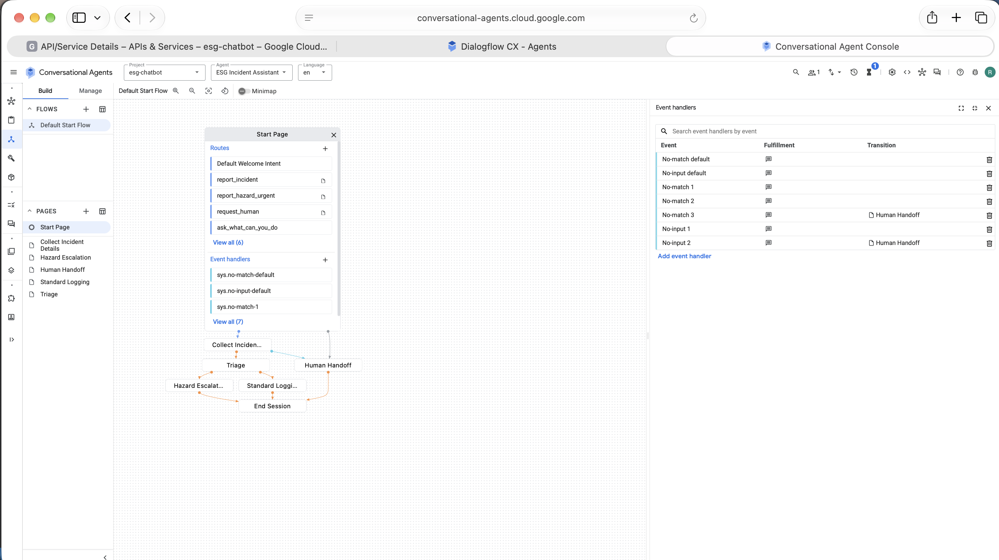 conversational-agents.cloud.google.com
G API/Service Details – APIs & Services – esg-chatbot – Google Cloud...
Dialogflow CX - Agents
Conversational Agent Console
Conversational Agents
Project
esg-chatbot
Agent
ESG Incident Assistant
Language
en
1
1
R
Build
Manage
Default Start Flow
Minimap
FLOWS
Default Start Flow
PAGES
Start Page
Collect Incident
Details
Hazard Escalation
Human Handoff
Standard Logging
Triage
Start Page
Routes
Default Welcome Intent
report_incident
report_hazard_urgent
request_human
ask_what_can_you_do
View all (6)
Event handlers
sys.no-match-default
sys.no-input-default
sys.no-match-1
View all (7)
Collect Inciden...
Triage
Human Handoff
Hazard Escalat...
Standard Loggi...
End Session
Event handlers
Search event handlers by event
Event Fulfillment Transition
No-match default
No-input default
No-match 1
No-match 2
No-match 3 Human Handoff
No-input 1
No-input 2 Human Handoff
Add event handler